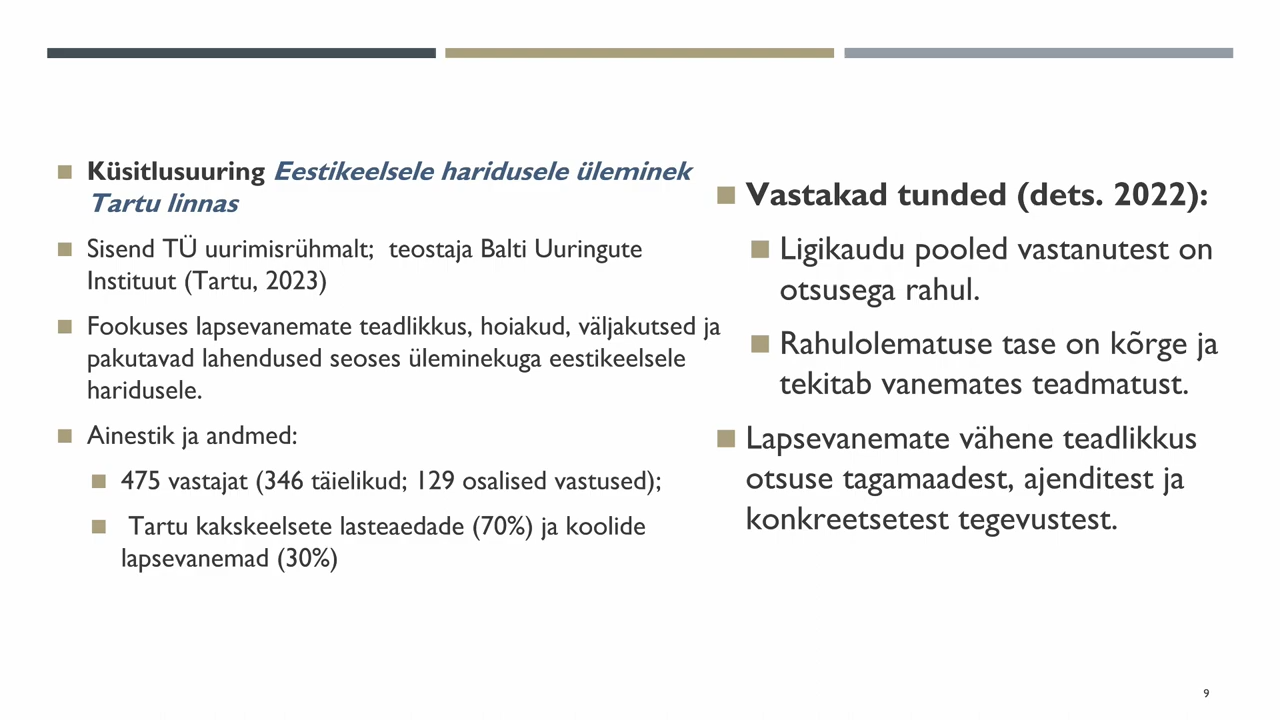 Küsitlusuuring Eestikeelsele haridusele üleminek
Tartu linnas
Sisend TÜ uurimisrühmalt; teostaja Balti Uuringute
Instituut (Tartu, 2023)
Fookuses lapsevanemate teadlikkus, hoiakud, väljakutsed ja
pakutavad lahendused seoses üleminekuga eestikeelsele
haridusele.
Ainestik ja andmed:
475 vastajat (346 täielikud; 129 osalised vastused);
Tartu kakskeelsete lasteaedade (70%) ja koolide
lapsevanemad (30%)
Vastakad tunded (dets. 2022):
Ligikaudu pooled vastanutest on
otsusega rahul.
Rahulolematuse tase on kõrge ja
tekitab vanemates teadmatust.
Lapsevanemate vähene teadlikkus
otsuse tagamaadest, ajenditest ja
konkreetsetest tegevustest.
9